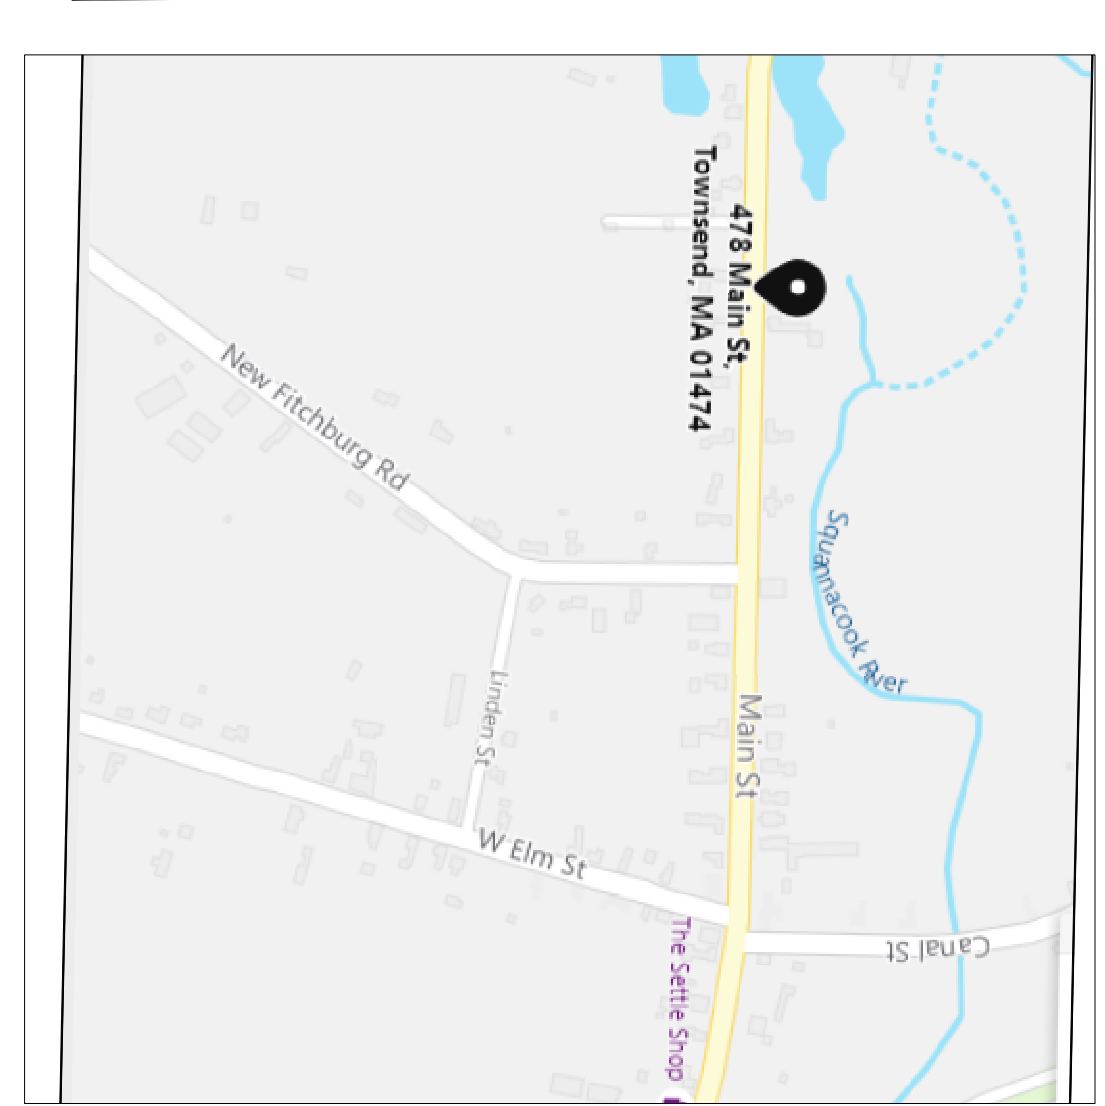 478 Main St,
Townsend, MA 01474
New Fitchburg Rd
Squannacook River
Linden St
Main St
W Elm St
Canal St
The Settle Shop